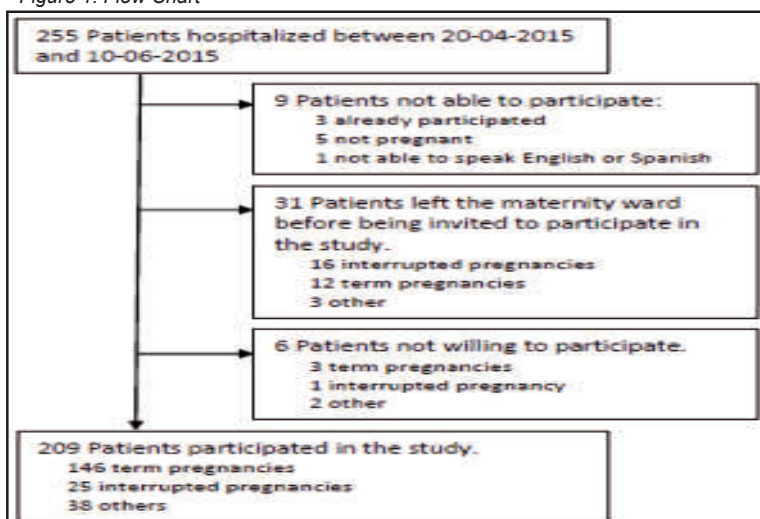 Figure 1. Flow Chart
255 Patients hospitalized between 20-04-2015
and 10-06-2015
9 Patients not able to participate:
3 already participated
5 not pregnant
1 not able to speak English or Spanish
31 Patients left the maternity ward
before being invited to participate in
the study.
16 interrupted pregnancies
12 term pregnancies
3 other
6 Patients not willing to participate.
3 term pregnancies
1 interrupted pregnancy
2 other
209 Patients participated in the study.
146 term pregnancies
25 interrupted pregnancies
38 others